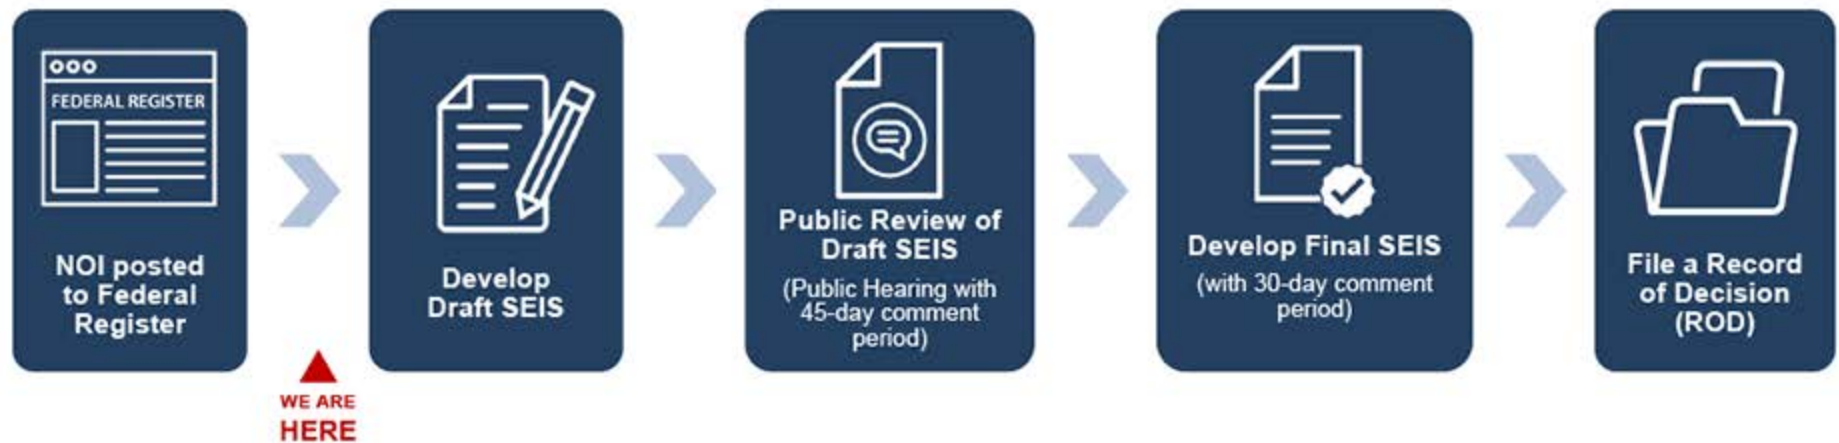 FEDERAL REGISTER
NOI posted
to Federal
Register
WE ARE
HERE
Develop
Draft SEIS
Public Review of
Draft SEIS
(Public Hearing with
45-day comment
period)
Develop Final SEIS
(with 30-day comment
period)
File a Record
of Decision
(ROD)